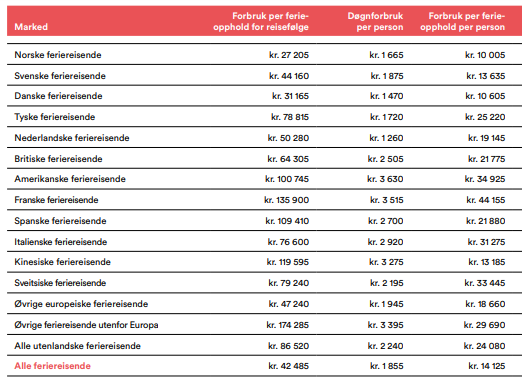 Marked Forbruk per ferie- Døgnforbruk Forbruk per ferie-
opphold for reisefølge per person opphold per person
Norske feriereisende kr. 27 205 kr. 1 665 kr. 10 005
Svenske feriereisende kr. 44 160 kr. 1 875 kr. 13 635
Danske feriereisende kr. 31 165 kr. 1 470 kr. 10 605
Tyske feriereisende kr. 78 815 kr. 1 720 kr. 25 220
Nederlandske feriereisende kr. 50 280 kr. 1 260 kr. 19 145
Britiske feriereisende kr. 64 305 kr. 2 505 kr. 21 775
Amerikanske feriereisende kr. 100 745 kr. 3 630 kr. 34 925
Franske feriereisende kr. 135 900 kr. 3 515 kr. 44 155
Spanske feriereisende kr. 109 410 kr. 2 700 kr. 21 880
Italienske feriereisende kr. 76 600 kr. 2 920 kr. 31 275
Kinesiske feriereisende kr. 119 595 kr. 3 275 kr. 13 185
Sveitsiske feriereisende kr. 79 240 kr. 2 195 kr. 33 445
Øvrige europeiske feriereisende kr. 47 240 kr. 1 945 kr. 18 660
Øvrige feriereisende utenfor Europa kr. 174 285 kr. 3 395 kr. 29 690
Alle utenlandske feriereisende kr. 86 520 kr. 2 240 kr. 24 080
Alle feriereisende kr. 42 485 kr. 1 855 kr. 14 125